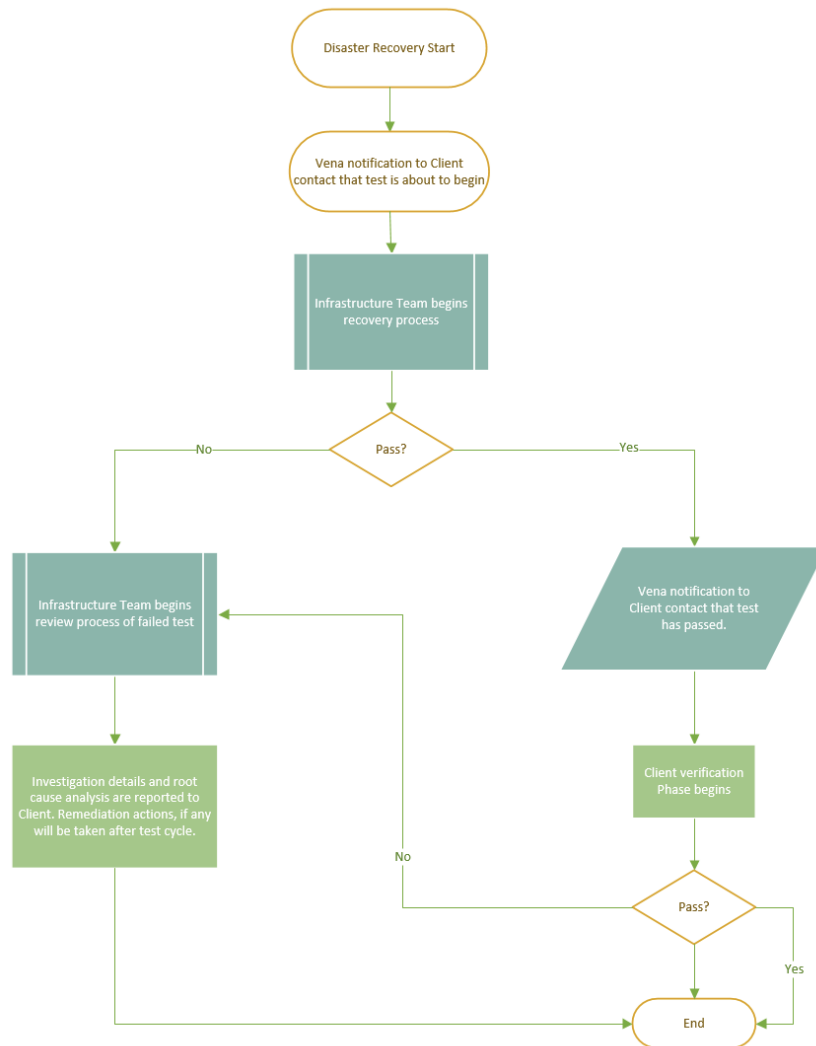 Disaster Recovery Start
Vena notification to Client
contact that test is about to begin
Infrastructure Team begins
recovery process
Pass?
No
Yes
Infrastructure Team begins
review process of failed test
Vena notification to
Client contact that test
has passed.
Investigation details and root
cause analysis are reported to
Client. Remediation actions, if any
will be taken after test cycle.
Client verification
Phase begins
No
Pass?
Yes
End